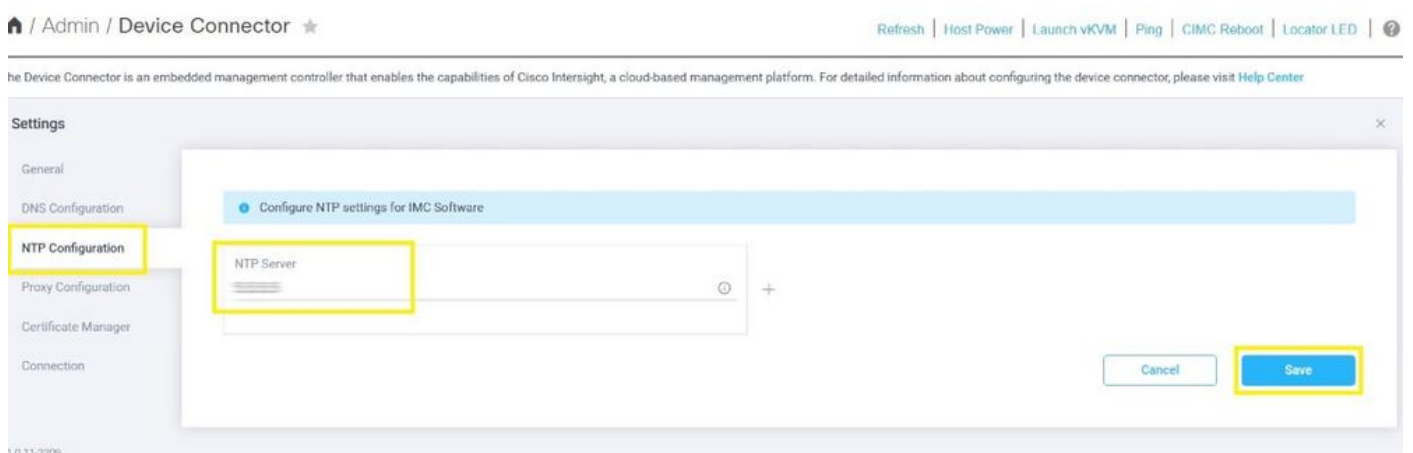 / Admin / Device Connector
Refresh | Host Power | Launch vKVM | Ping | CIMC Reboot | Locator LED |
he Device Connector is an embedded management controller that enables the capabilities of Cisco Intersight, a cloud-based management platform. For detailed information about configuring the device connector, please visit Help Center
Settings
General
DNS Configuration
NTP Configuration
Proxy Configuration
Certificate Manager
Connection
Configure NTP settings for IMC Software
NTP Server
Cancel
Save